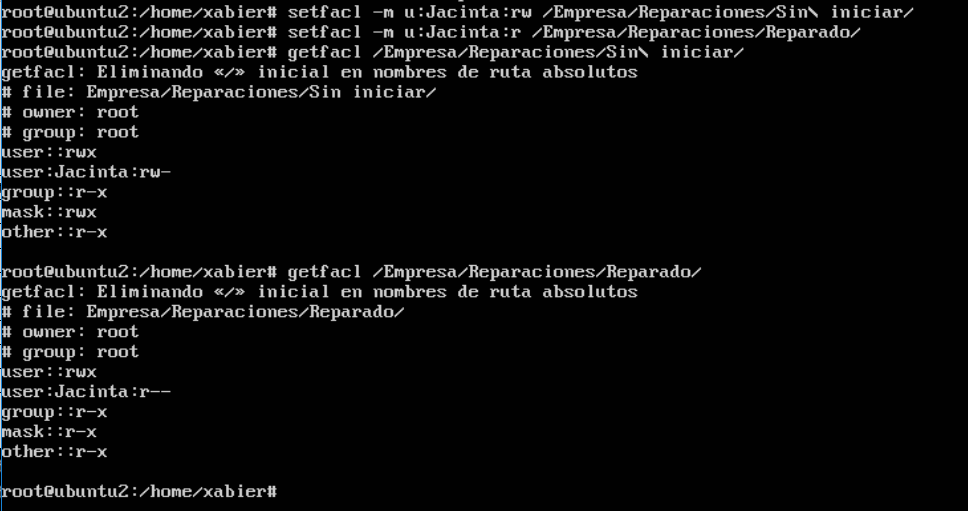 root@ubuntu2:/home/xabier# setfacl -m u:Jacinta:rw /Empresa/Reparaciones/Sin\ iniciar/
root@ubuntu2:/home/xabier# setfacl -m u:Jacinta:r /Empresa/Reparaciones/Reparado/
root@ubuntu2:/home/xabier# getfacl /Empresa/Reparaciones/Sin\ iniciar/
getfacl: Eliminando «/» inicial en nombres de ruta absolutos
# file: Empresa/Reparaciones/Sin iniciar/
# owner: root
# group: root
user::rwx
user:Jacinta:rw-
group::r-x
mask::rwx
other::r-x
root@ubuntu2:/home/xabier# getfacl /Empresa/Reparaciones/Reparado/
getfacl: Eliminando «/» inicial en nombres de ruta absolutos
# file: Empresa/Reparaciones/Reparado/
# owner: root
# group: root
user::rwx
user:Jacinta:r--
group::r-x
mask::r-x
other::r-x
root@ubuntu2:/home/xabier#